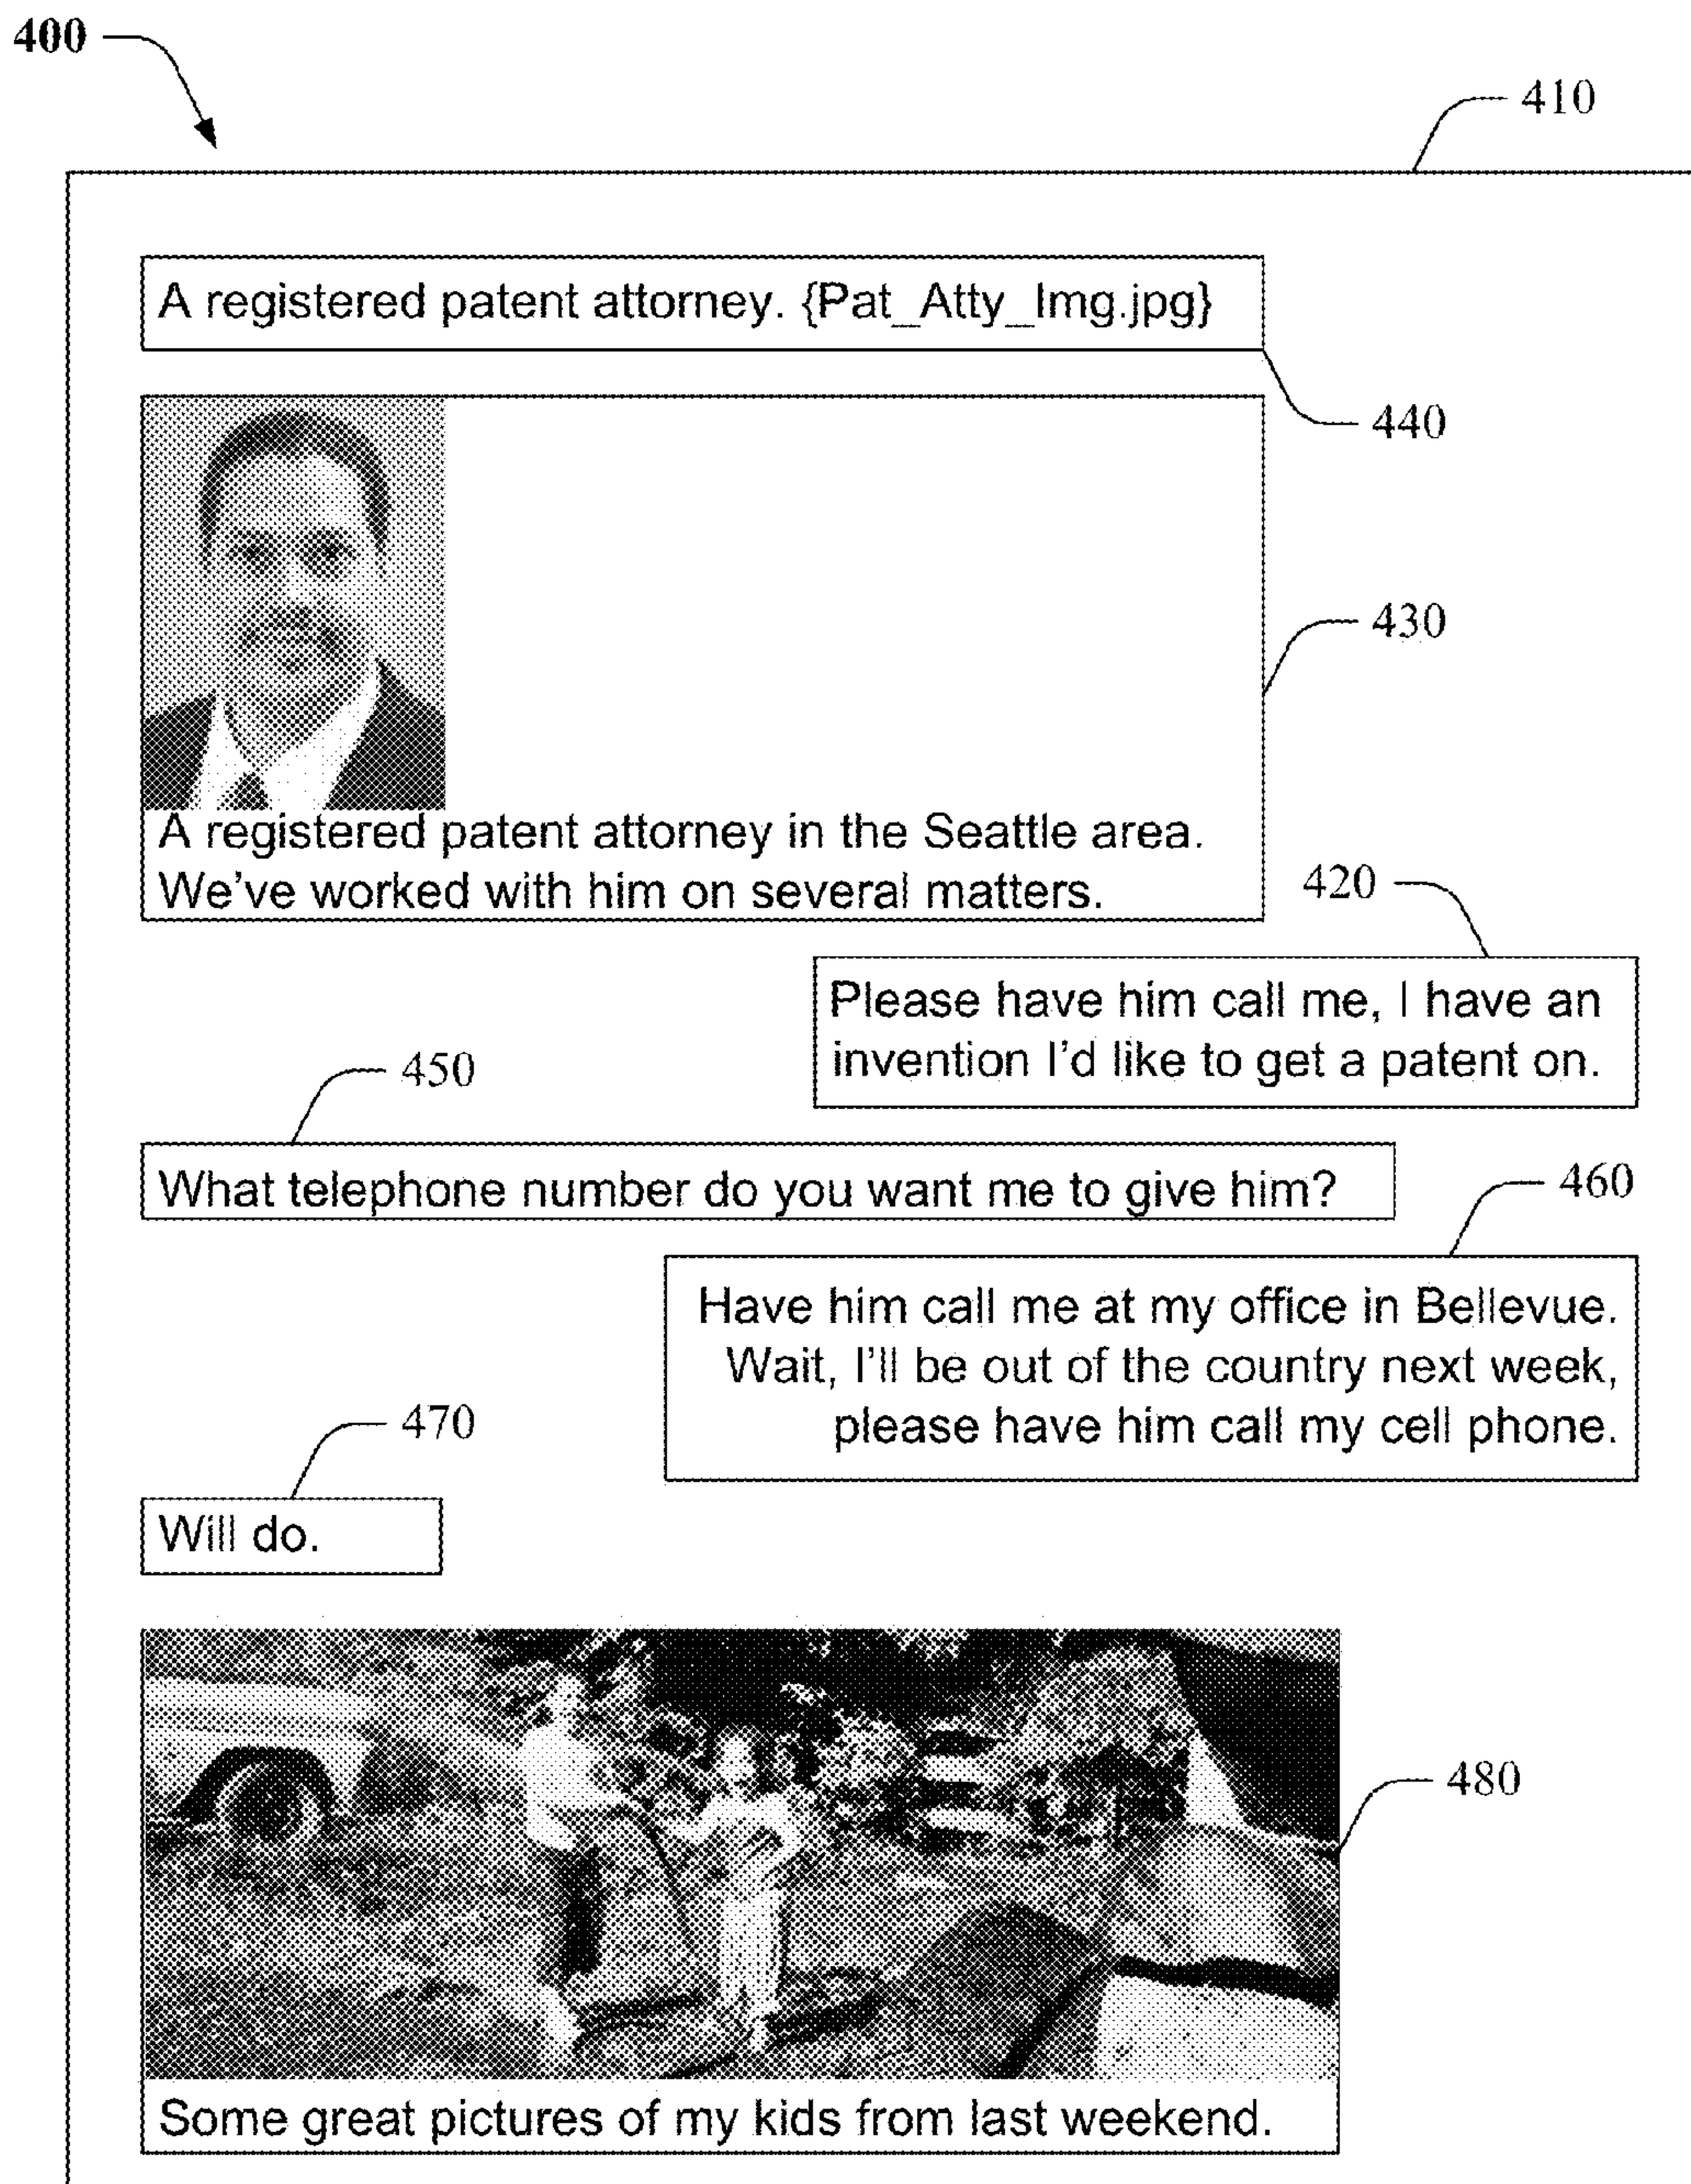 400
410
A registered patent attorney. {Pat_Atty_Img.jpg}
440
430
A registered patent attorney in the Seattle area.
We've worked with him on several matters.
420
Please have him call me, I have an
invention I'd like to get a patent on.
450
What telephone number do you want me to give him?
460
Have him call me at my office in Bellevue.
Wait, I'll be out of the country next week,
please have him call my cell phone.
470
Will do.
480
Some great pictures of my kids from last weekend.